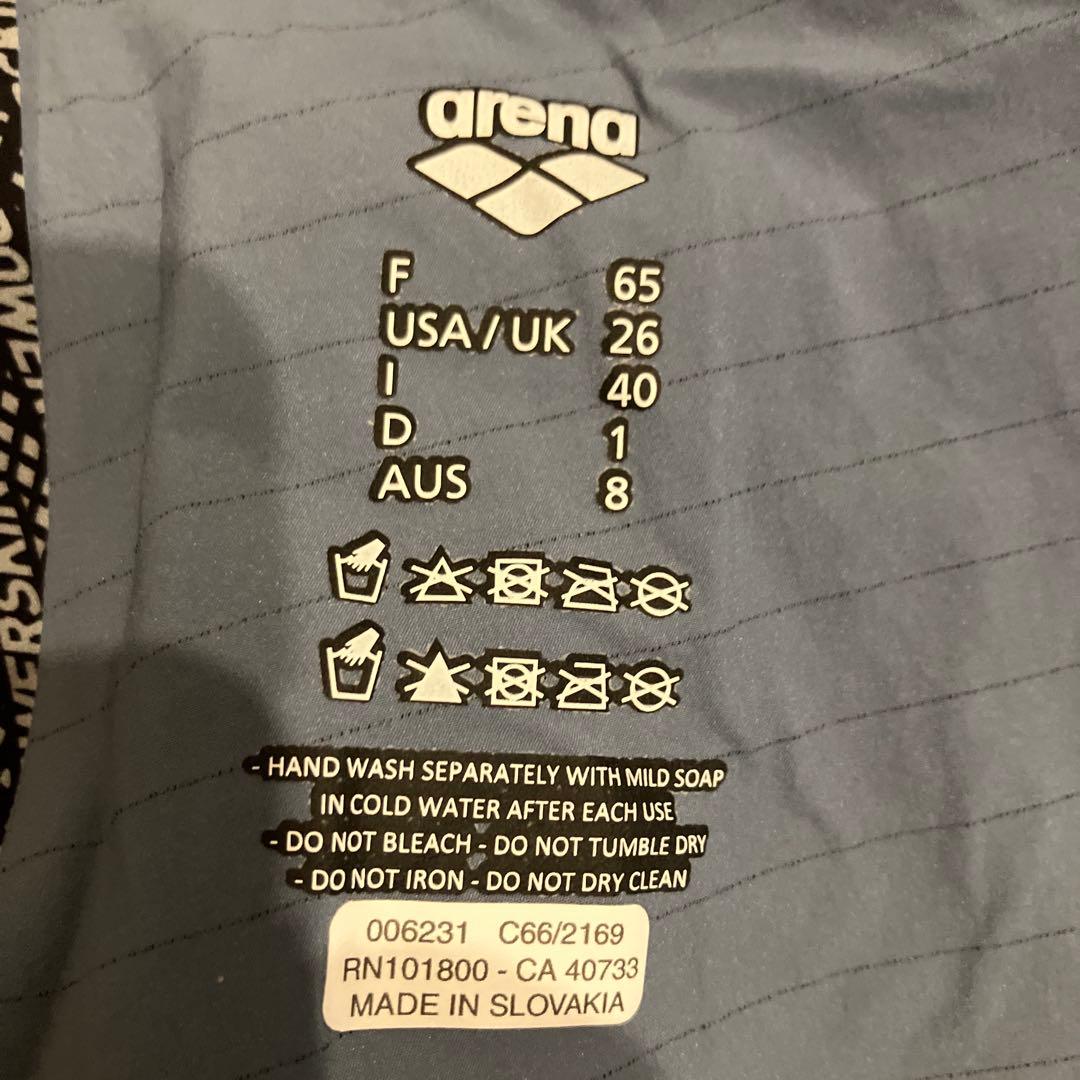 arena
F 65
USA/UK 26
I 40
D 1
AUS 8
- HAND WASH SEPARATELY WITH MILD SOAP
IN COLD WATER AFTER EACH USE
- DO NOT BLEACH - DO NOT TUMBLE DRY
- DO NOT IRON - DO NOT DRY CLEAN
006231 C66/2169
RN101800 - CA 40733
MADE IN SLOVAKIA